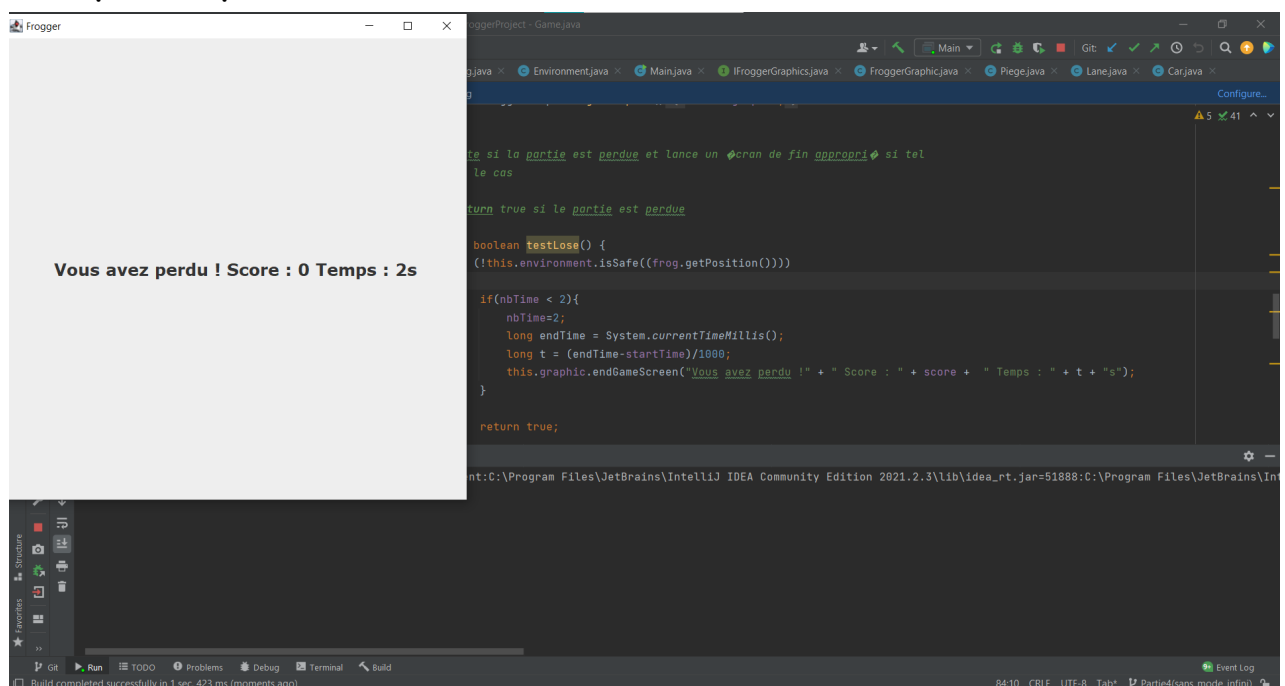 Frogger
FroggerProject - Game.java
Main
Git:
g.java
Environment.java
Main.java
IFroggerGraphics.java
FroggerGraphic.java
Piege.java
Lane.java
Car.java
Configure...
5 41
te si la partie est perdue et lance un �cran de fin appropri� si tel
le cas
turn true si le partie est perdue
boolean testLose() {
(!this.environment.isSafe((frog.getPosition())))
Vous avez perdu ! Score : 0 Temps : 2s
if(nbTime < 2){
nbTime=2;
long endTime = System.currentTimeMillis();
long t = (endTime-startTime)/1000;
this.graphic.endGameScreen("Vous avez perdu !" + " Score : " + score + " Temps : " + t + "s");
}
return true;
nt:C:\Program Files\JetBrains\IntelliJ IDEA Community Edition 2021.2.3\lib\idea_rt.jar=51888:C:\Program Files\JetBrains\Int
Structure
Favorites
Git Run TODO Problems Debug Terminal Build
Event Log
Build completed successfully in 1 sec, 423 ms (moments ago)
84:10 CRLF UTF-8 Tab* Partie4(sans mode infini)